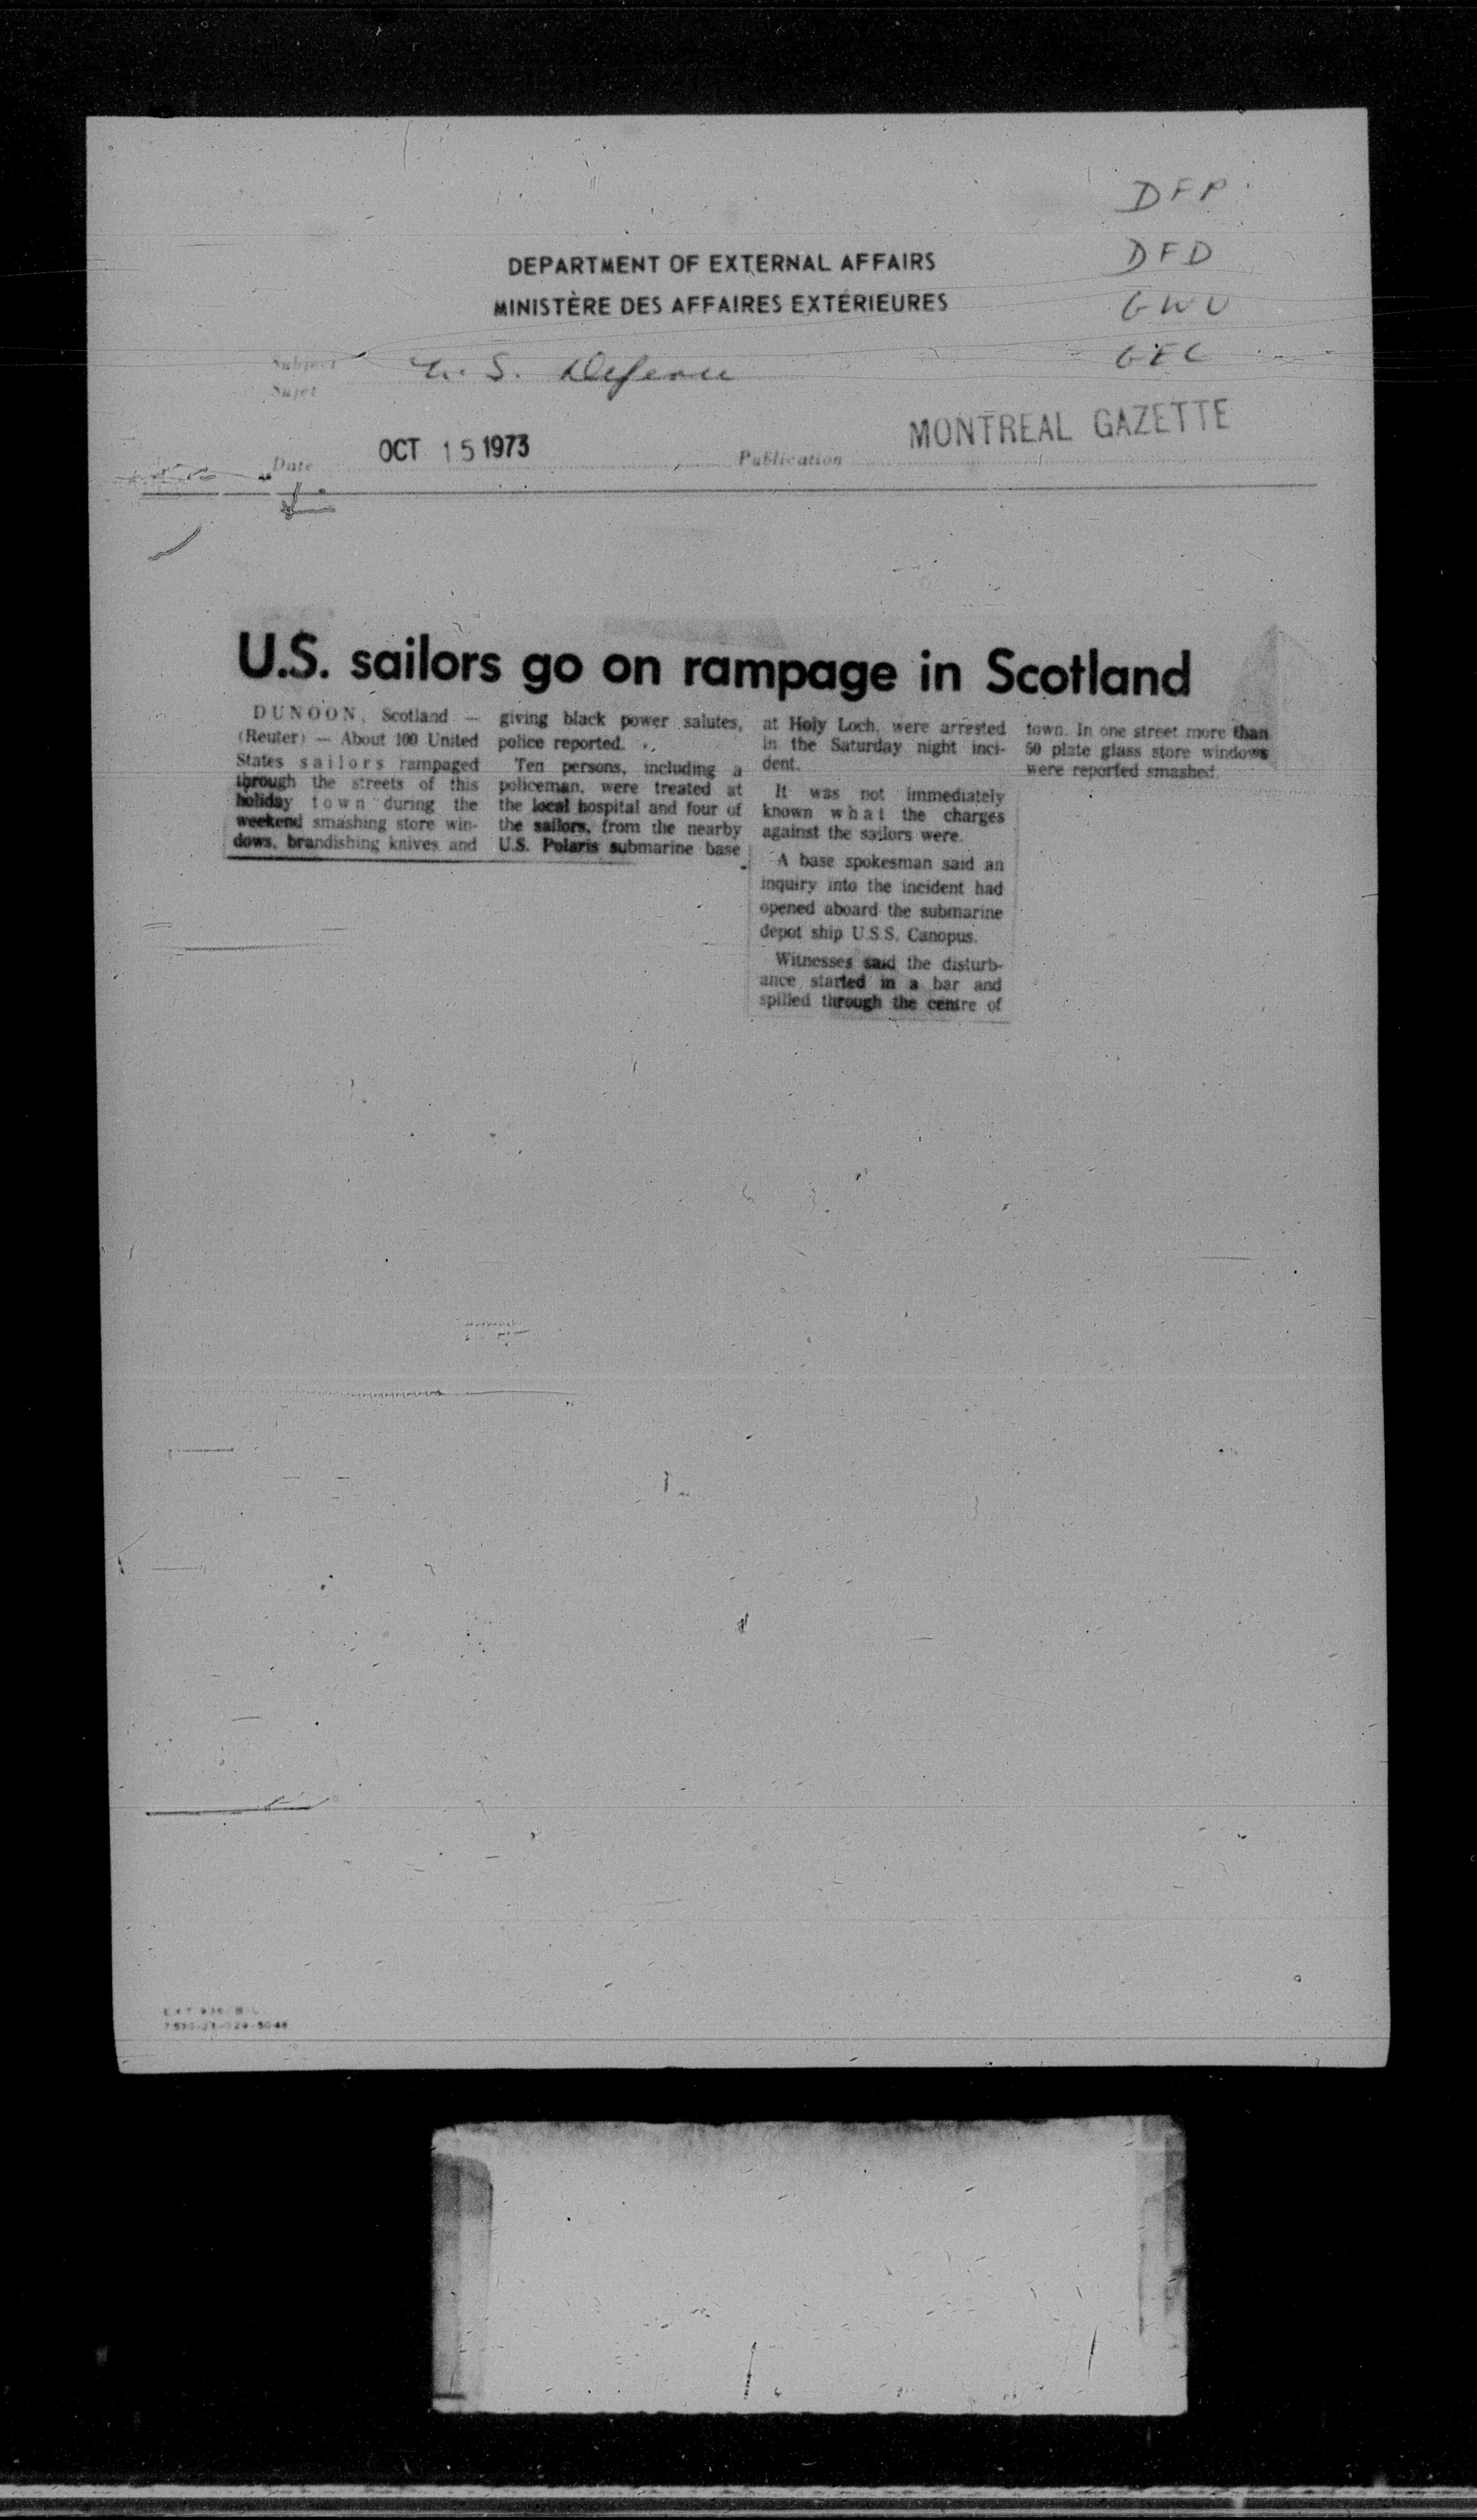 DFP
DFD
GWU
GEC
DEPARTMENT OF EXTERNAL AFFAIRS
MINISTÈRE DES AFFAIRES EXTÉRIEURES
Subject U.S. Defence
Sujet
Date OCT 15 1973
Publication MONTREAL GAZETTE
U.S. sailors go on rampage in Scotland
DUNOON, Scotland —
(Reuter) — About 100 United
States sailors rampaged
through the streets of this
holiday town during the
weekend smashing store win-
dows, brandishing knives and
giving black power salutes,
police reported.
Ten persons, including a
policeman, were treated at
the local hospital and four of
the sailors, from the nearby
U.S. Polaris submarine base
at Holy Loch, were arrested
in the Saturday night inci-
dent.
It was not immediately
known what the charges
against the sailors were.
A base spokesman said an
inquiry into the incident had
opened aboard the submarine
depot ship U.S.S. Canopus.
Witnesses said the disturb-
ance started in a bar and
spilled through the centre of
town. In one street more than
50 plate glass store windows
were reported smashed.